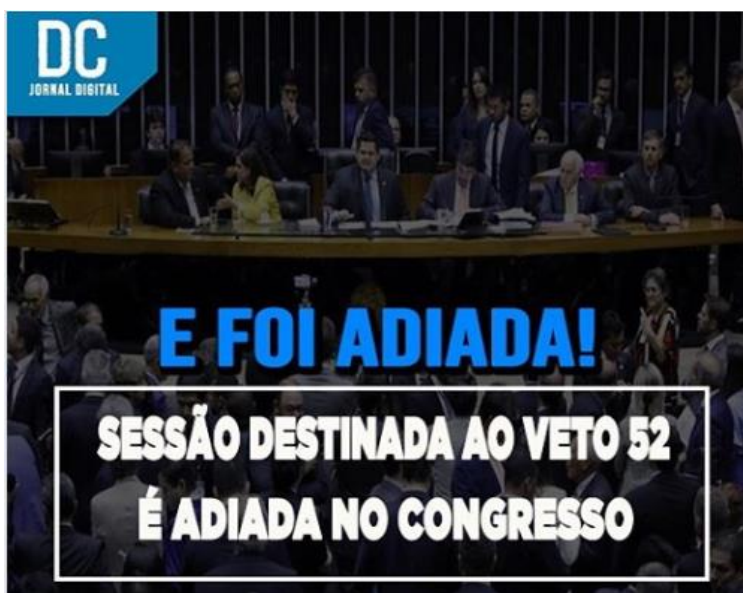 DC
JORNAL DIGITAL
E FOI ADIADA!
SESSÃO DESTINADA AO VETO 52
É ADIADA NO CONGRESSO